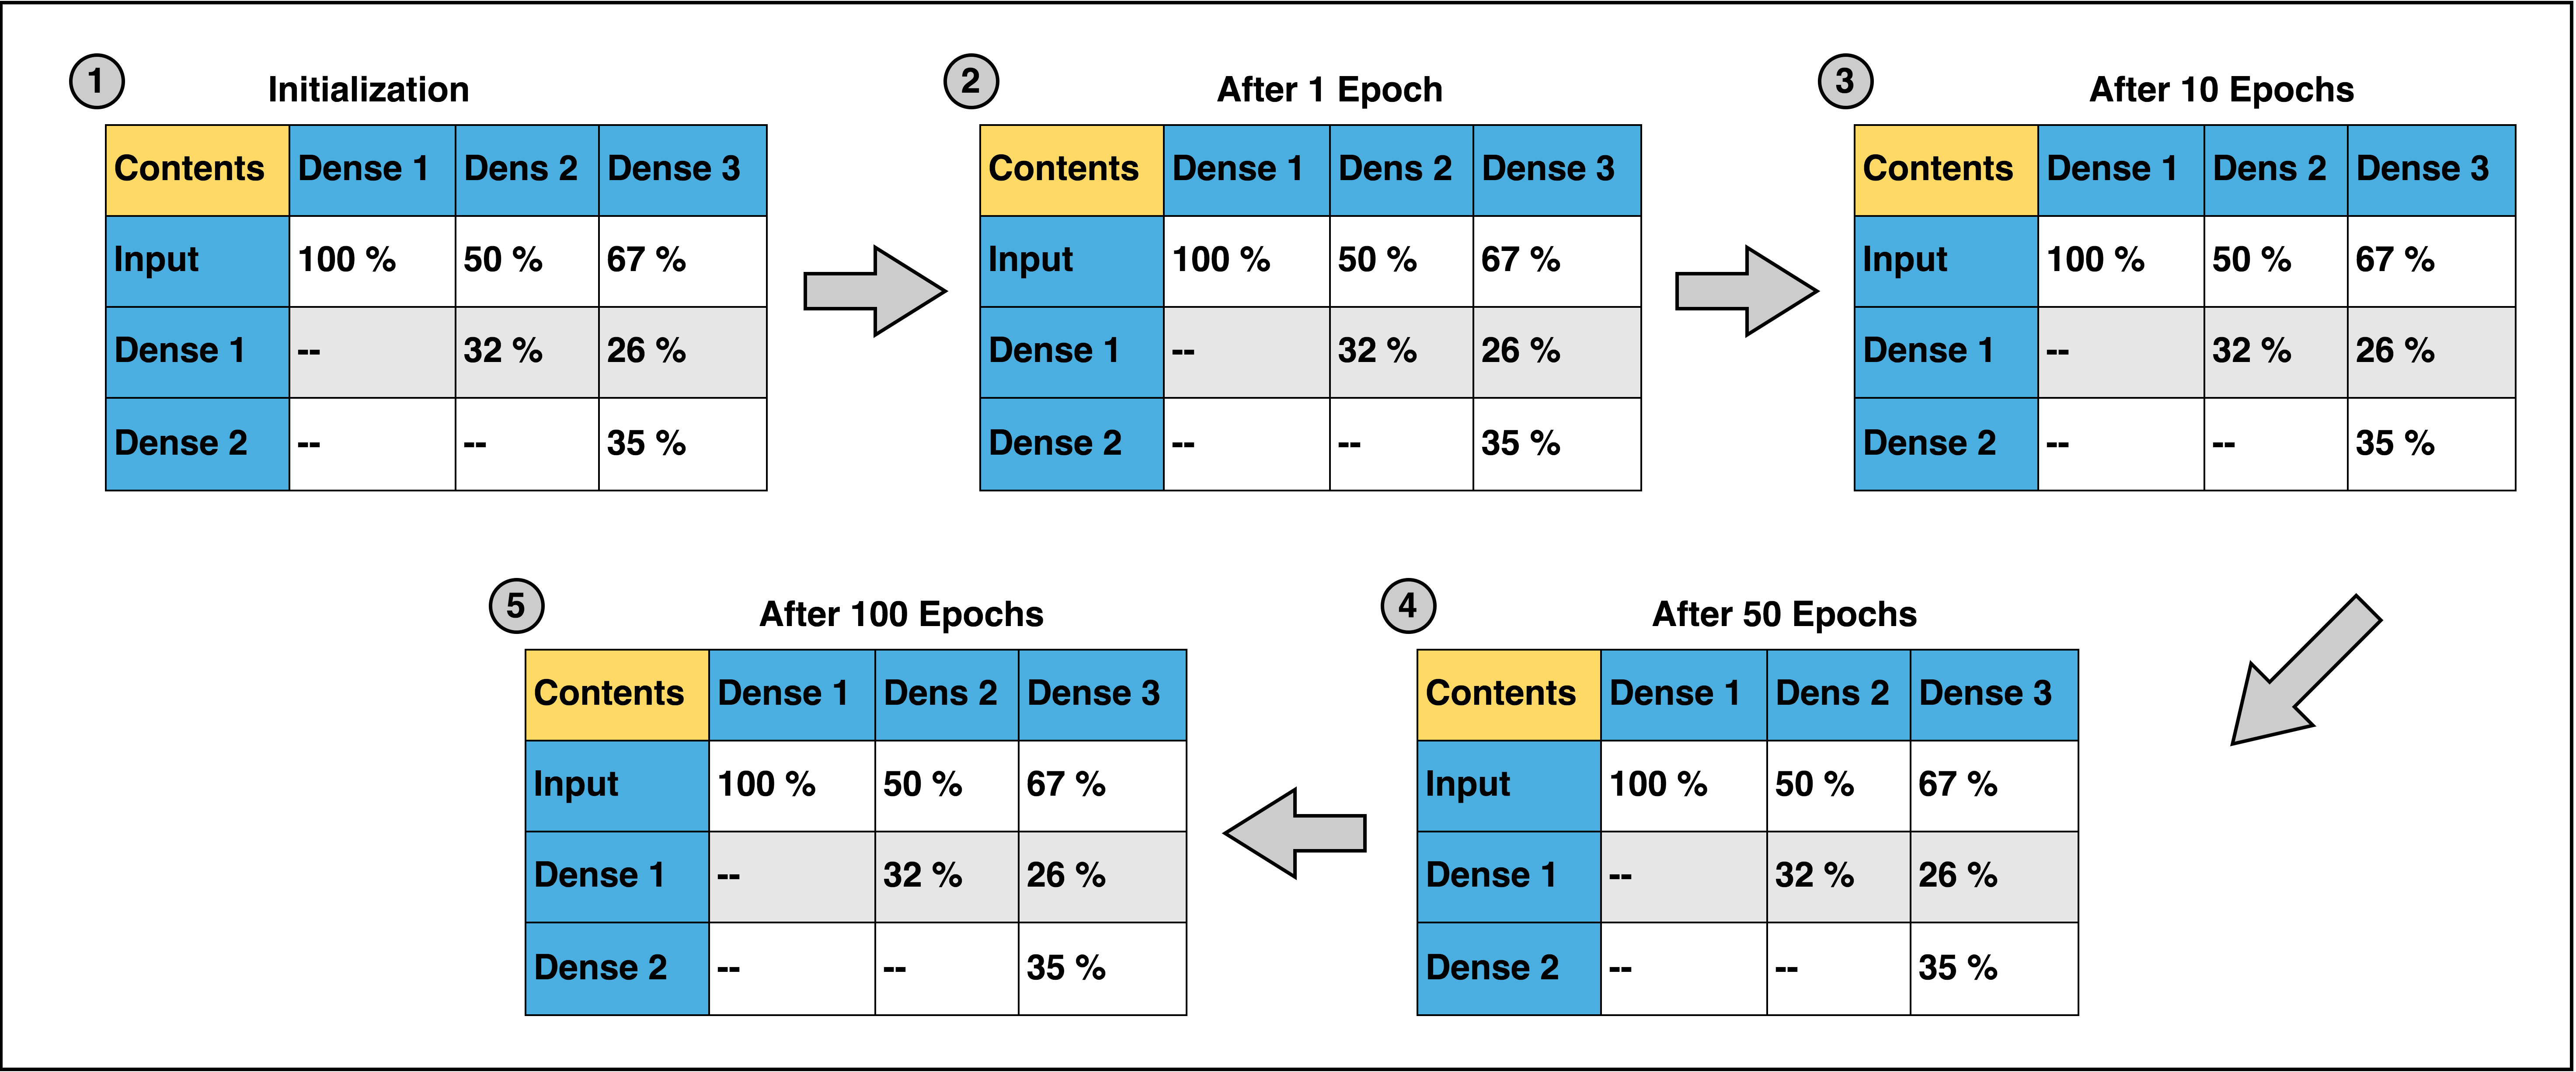 1
Initialization
Contents Dense 1 Dens 2 Dense 3
Input 100 % 50 % 67 %
Dense 1 -- 32 % 26 %
Dense 2 -- -- 35 %
2
After 1 Epoch
Contents Dense 1 Dens 2 Dense 3
Input 100 % 50 % 67 %
Dense 1 -- 32 % 26 %
Dense 2 -- -- 35 %
3
After 10 Epochs
Contents Dense 1 Dens 2 Dense 3
Input 100 % 50 % 67 %
Dense 1 -- 32 % 26 %
Dense 2 -- -- 35 %
4
After 50 Epochs
Contents Dense 1 Dens 2 Dense 3
Input 100 % 50 % 67 %
Dense 1 -- 32 % 26 %
Dense 2 -- -- 35 %
5
After 100 Epochs
Contents Dense 1 Dens 2 Dense 3
Input 100 % 50 % 67 %
Dense 1 -- 32 % 26 %
Dense 2 -- -- 35 %